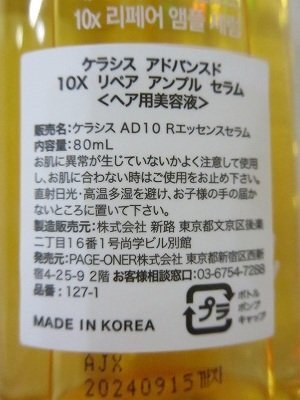 10x 리페어 앰플 세럼
ケラシス アドバンスド
10X リペア アンプル セラム
<ヘア用美容液>
販売名:ケラシス AD10 Rエッセンスセラム
内容量:80mL
お肌に異常が生じていないかよく注意して使用
し、お肌に合わない時はご使用をお止め下さい。
直射日光・高温多湿を避け、お子様の手の届か
ないところに置いて下さい。
製造販売元:株式会社 新路 東京都文京区後楽
二丁目16番1号尚学ビル別館
発売元:PAGE-ONER株式会社 東京都新宿区西新
宿4-25-9 2階 お客様相談窓口:03-6754-7288
品番:127-1
プラ
ボトル
ポンプ
キャップ
MADE IN KOREA
AJX
20240915까지